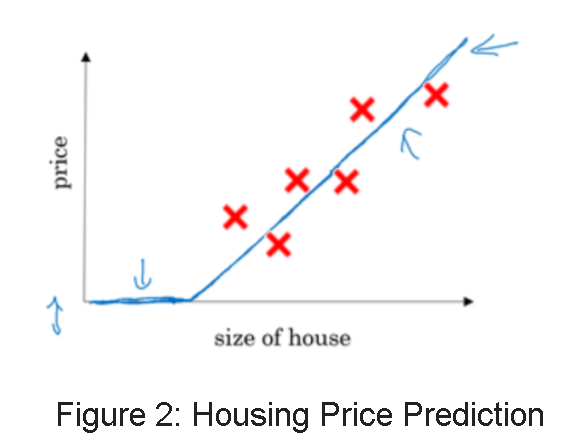 price
size of house
Figure 2: Housing Price Prediction